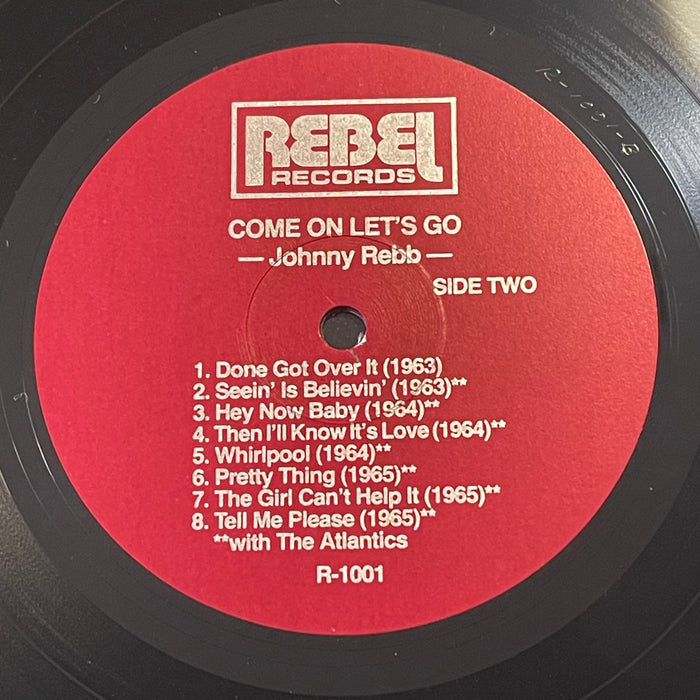 REBEL
RECORDS
COME ON LET'S GO
— Johnny Rebb —
SIDE TWO
1. Done Got Over It (1963)
2. Seein' Is Believin' (1963)**
3. Hey Now Baby (1964)**
4. Then I'll Know It's Love (1964)**
5. Whirlpool (1964)**
6. Pretty Thing (1965)**
7. The Girl Can't Help It (1965)**
8. Tell Me Please (1965)**
**with The Atlantics
R-1001
R-1001-B